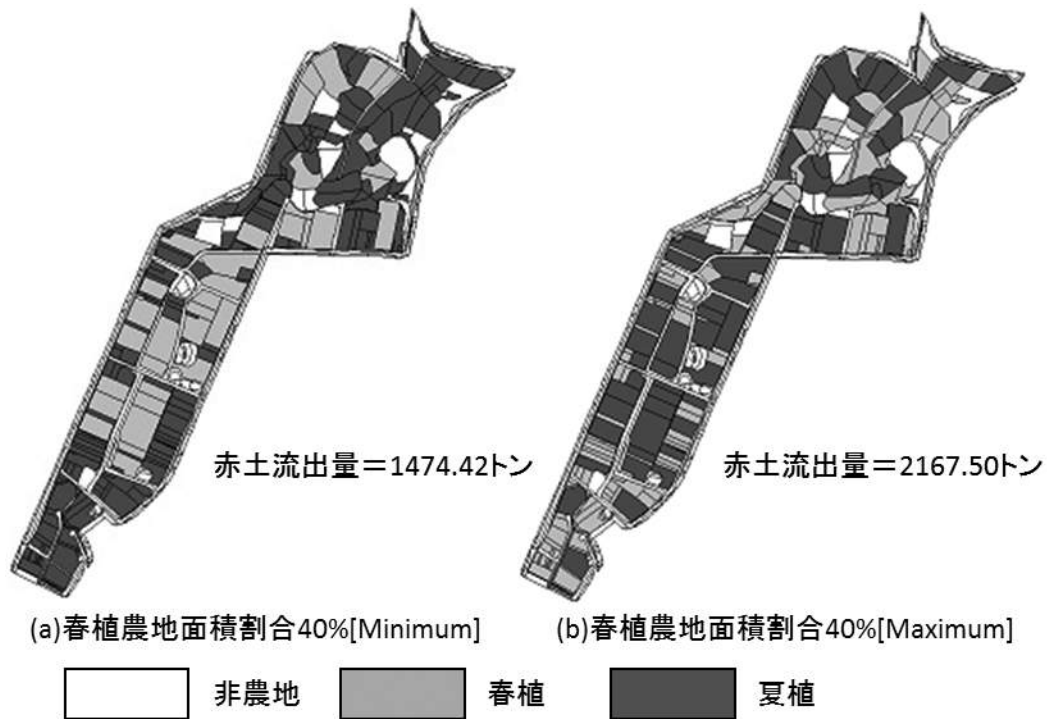 赤土流出量＝1474.42トン
赤土流出量＝2167.50トン
(a)春植農地面積割合40%[Minimum]
(b)春植農地面積割合40%[Maximum]
非農地
春植
夏植